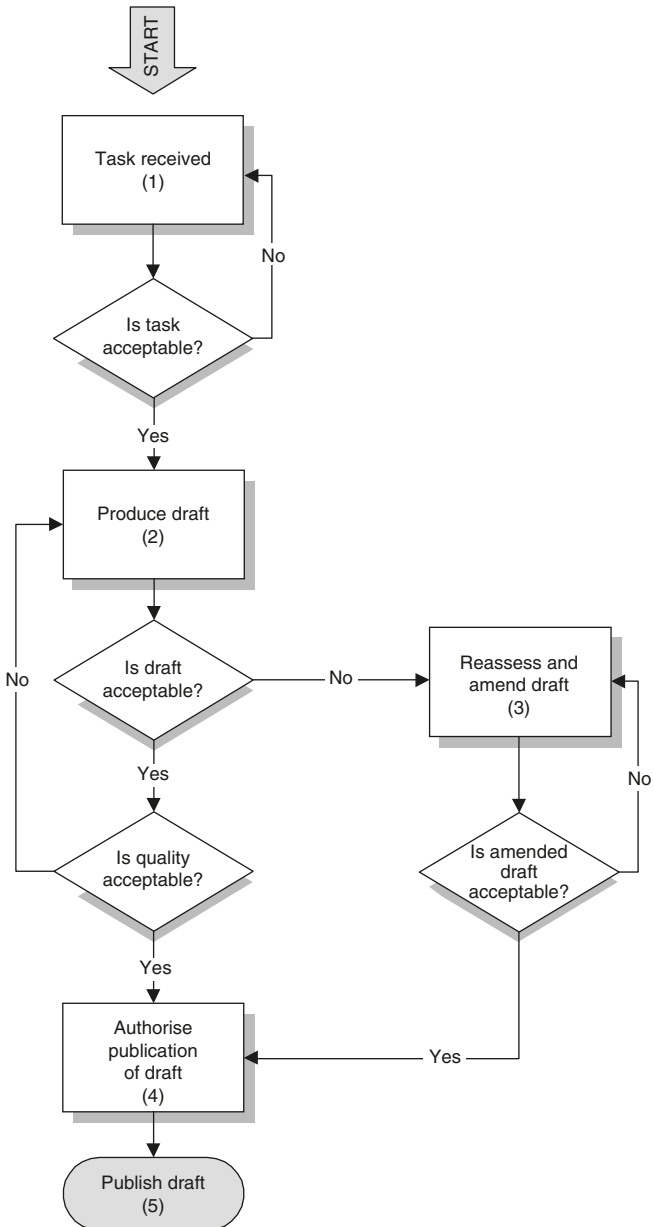 START
Task received
(1)
No
Is task
acceptable?
Yes
Produce draft
(2)
Is draft
acceptable?
No
Reassess and
amend draft
(3)
No
Yes
No
Is quality
acceptable?
Is amended
draft
acceptable?
Yes
Authorise
publication
of draft
(4)
Yes
Publish draft
(5)